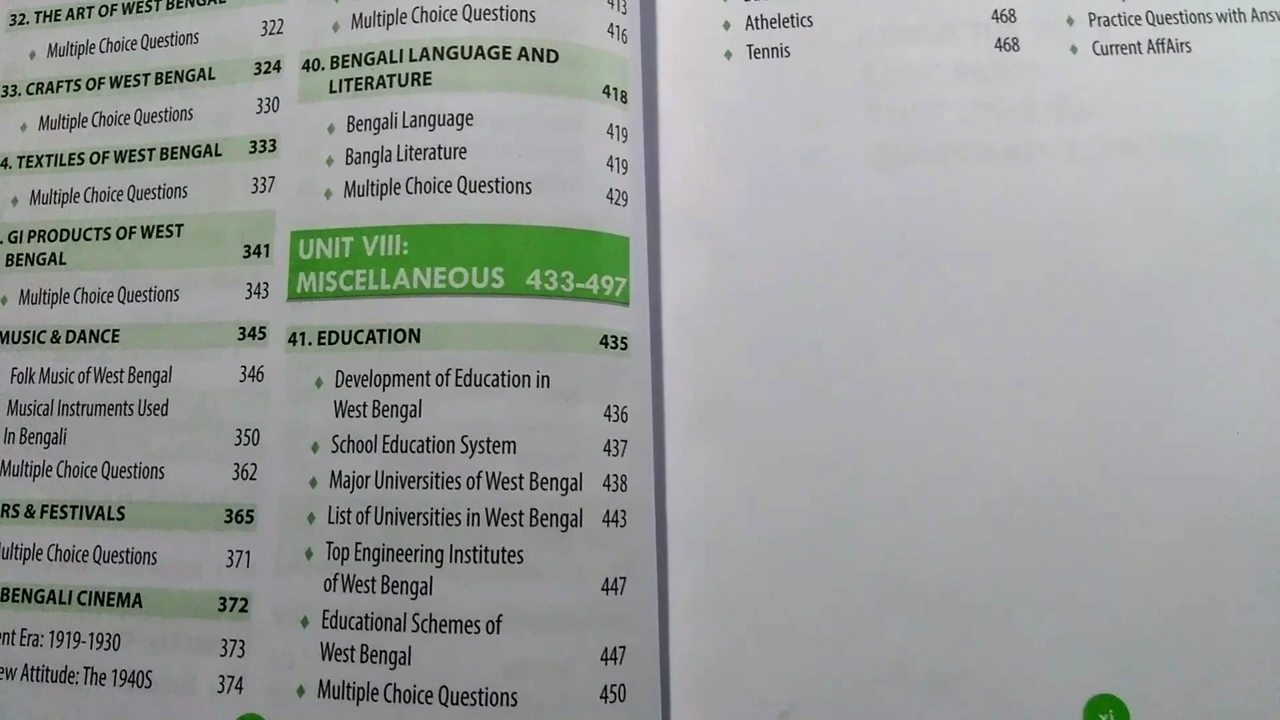 32. THE ART OF WEST BENGAL
Multiple Choice Questions 322
33. CRAFTS OF WEST BENGAL 324
Multiple Choice Questions 330
4. TEXTILES OF WEST BENGAL 333
Multiple Choice Questions 337
. GI PRODUCTS OF WEST
BENGAL 341
Multiple Choice Questions 343
MUSIC & DANCE 345
Folk Music of West Bengal 346
Musical Instruments Used
In Bengali 350
Multiple Choice Questions 362
RS & FESTIVALS 365
ultiple Choice Questions 371
BENGALI CINEMA 372
nt Era: 1919-1930 373
ew Attitude: The 1940S 374
413
Multiple Choice Questions 416
40. BENGALI LANGUAGE AND
LITERATURE 418
Bengali Language 419
Bangla Literature 419
Multiple Choice Questions 429
UNIT VIII:
MISCELLANEOUS 433-497
41. EDUCATION 435
Development of Education in
West Bengal 436
School Education System 437
Major Universities of West Bengal 438
List of Universities in West Bengal 443
Top Engineering Institutes
of West Bengal 447
Educational Schemes of
West Bengal 447
Multiple Choice Questions 450
Atheletics 468
Tennis 468
Practice Questions with Answ
Current AffAirs
xi